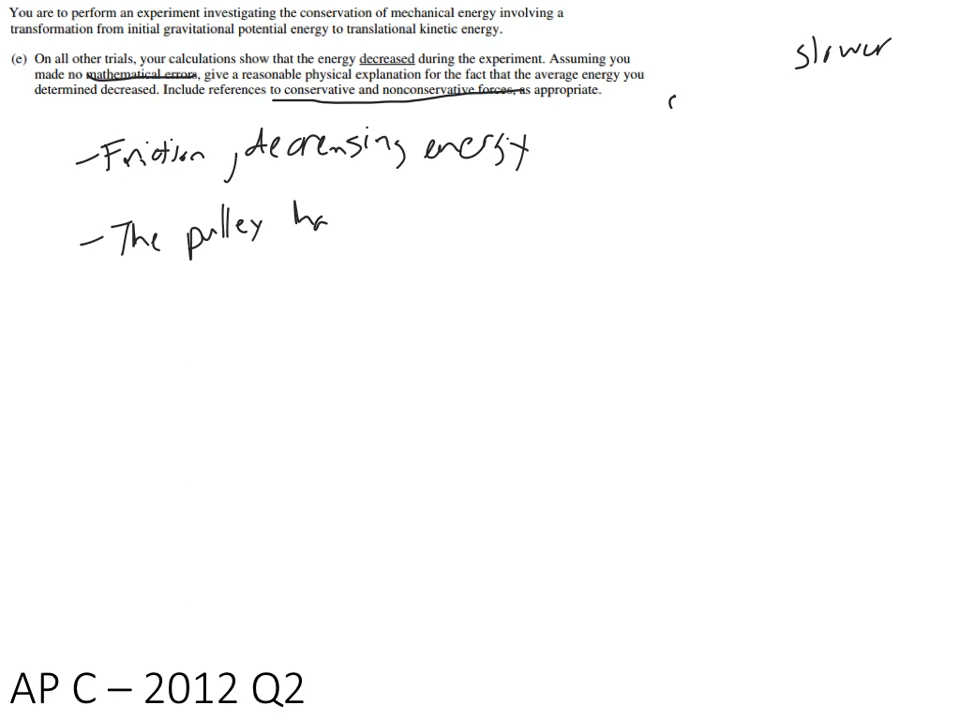 You are to perform an experiment investigating the conservation of mechanical energy involving a
transformation from initial gravitational potential energy to translational kinetic energy.
slower
(e) On all other trials, your calculations show that the energy decreased during the experiment. Assuming you
made no mathematical errors, give a reasonable physical explanation for the fact that the average energy you
determined decreased. Include references to conservative and nonconservative forces, as appropriate.
- Friction, decreasing energy
- The pulley ha
AP C – 2012 Q2